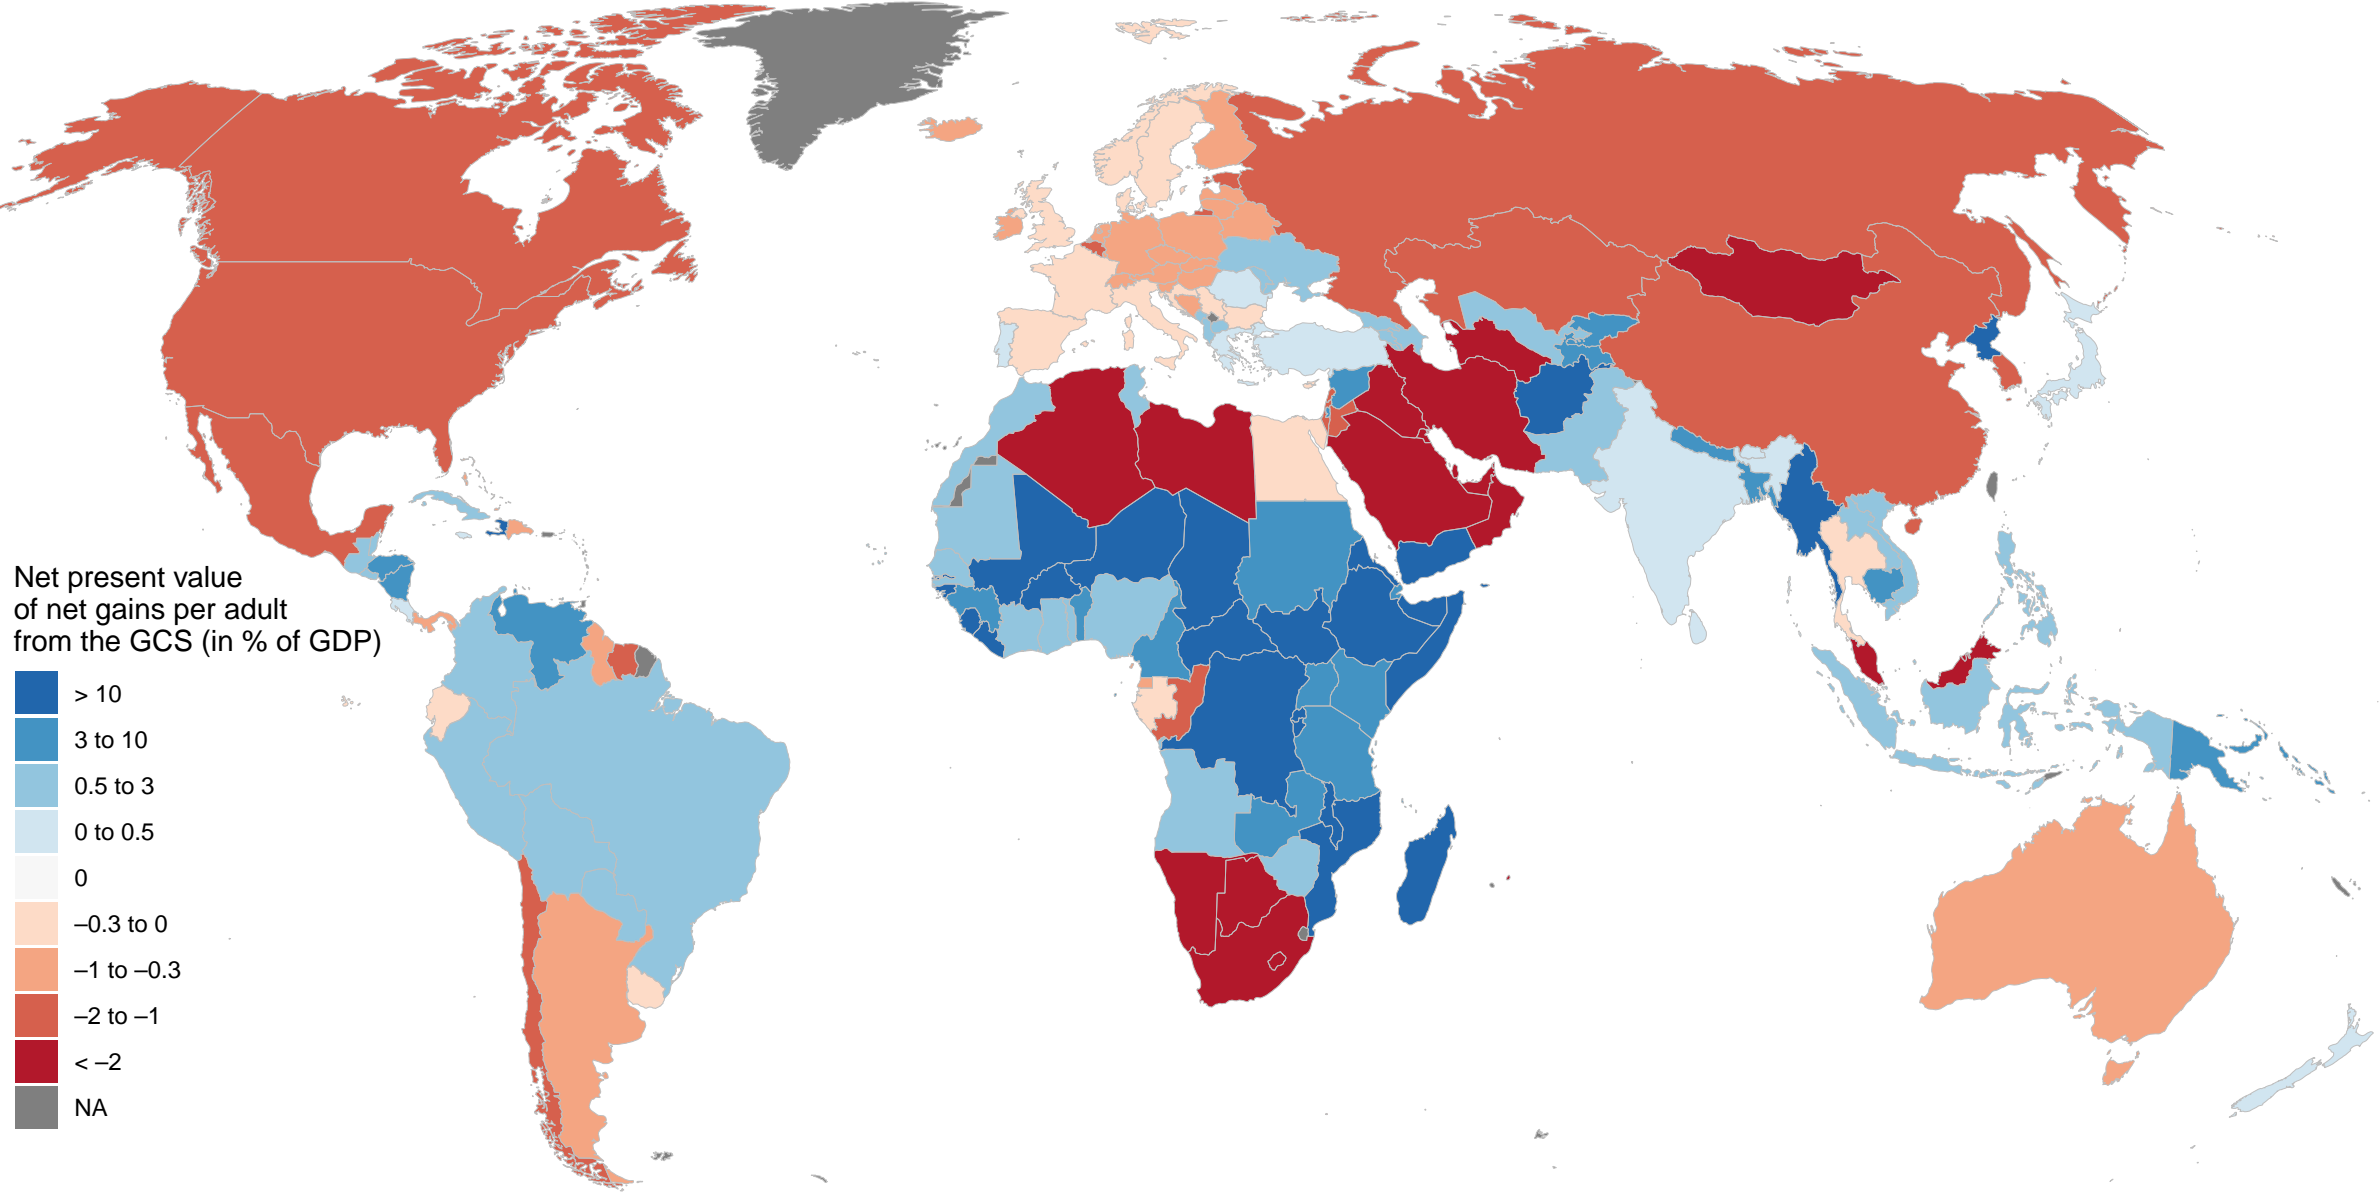 Net present value
of net gains per adult
from the GCS (in % of GDP)
> 10
3 to 10
0.5 to 3
0 to 0.5
0
–0.3 to 0
–1 to –0.3
–2 to –1
< –2
NA